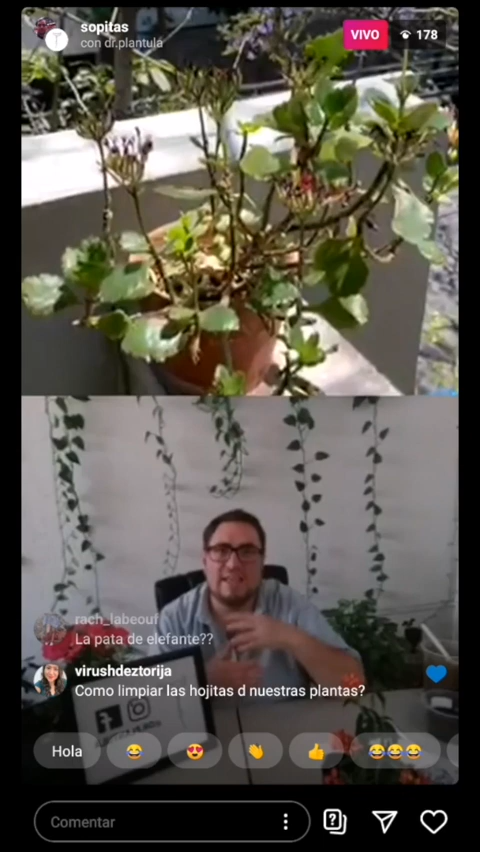 sopitas
con dr.plantula
VIVO
178
rach_labeouf
La pata de elefante??
virushdeztorija
Como limpiar las hojitas d nuestras plantas?
Hola
Comentar